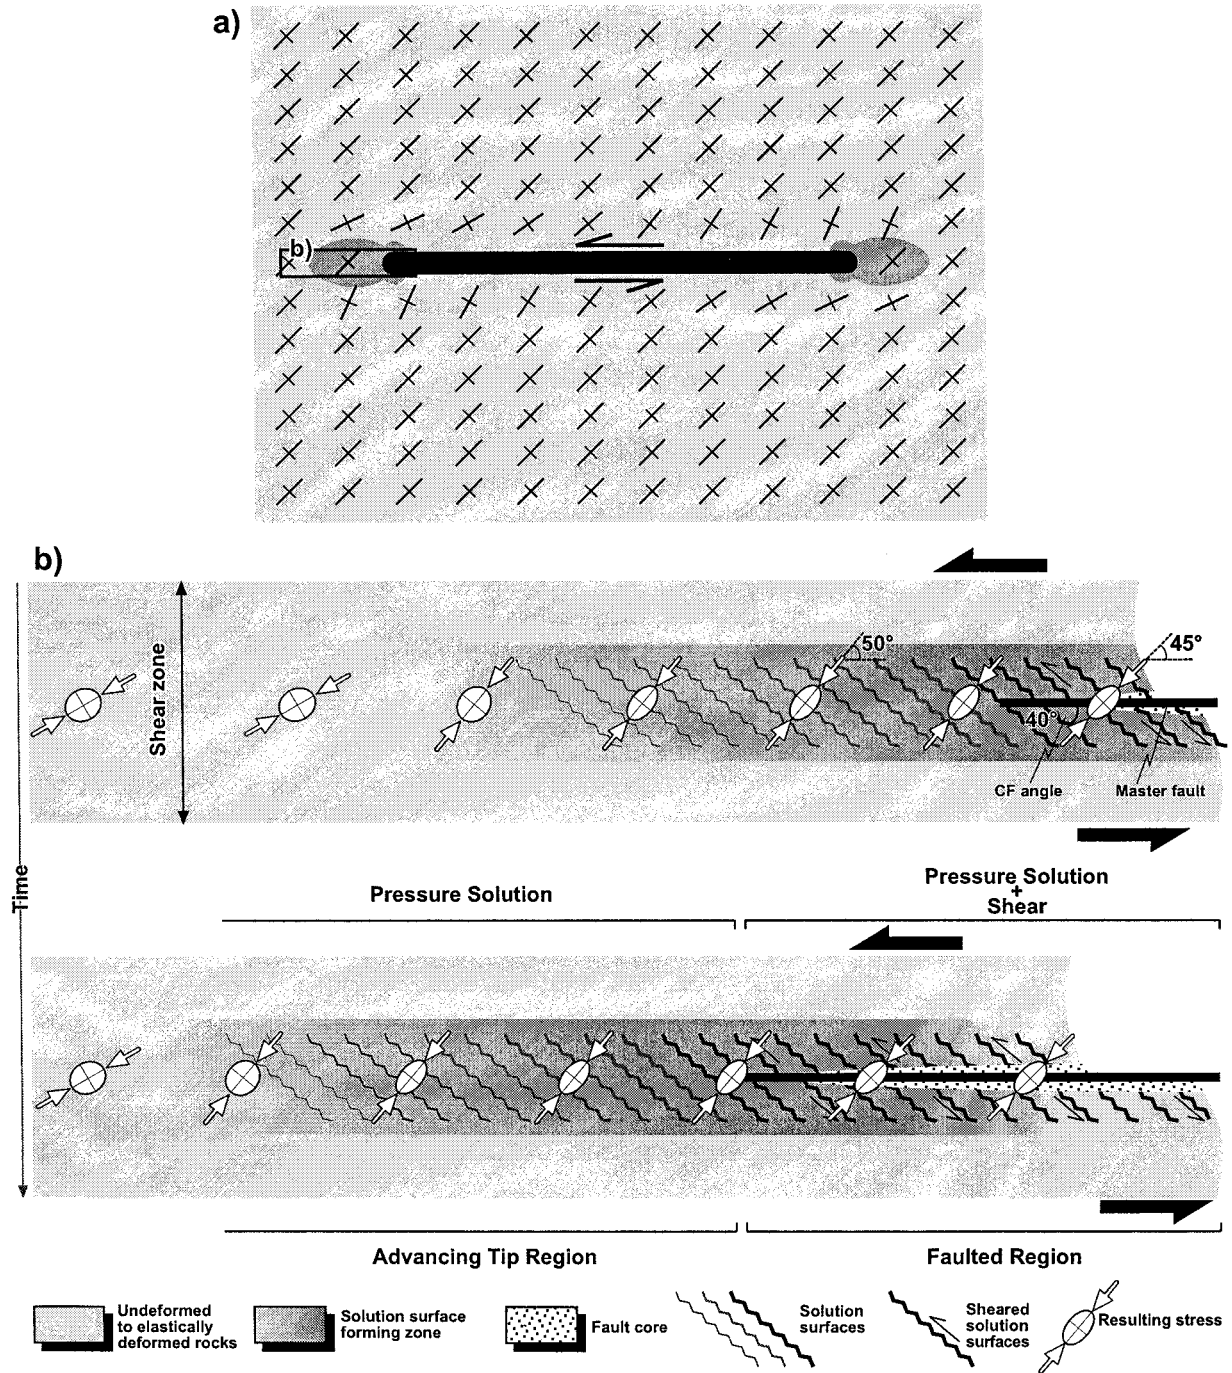 a)
b)
b)
50°
45°
Shear zone
40°
CF angle
Master fault
Time
Pressure Solution
Pressure Solution
+
Shear
Advancing Tip Region
Faulted Region
Undeformed
to elastically
deformed rocks
Solution surface
forming zone
Fault core
Solution
surfaces
Sheared
solution
surfaces
Resulting stress